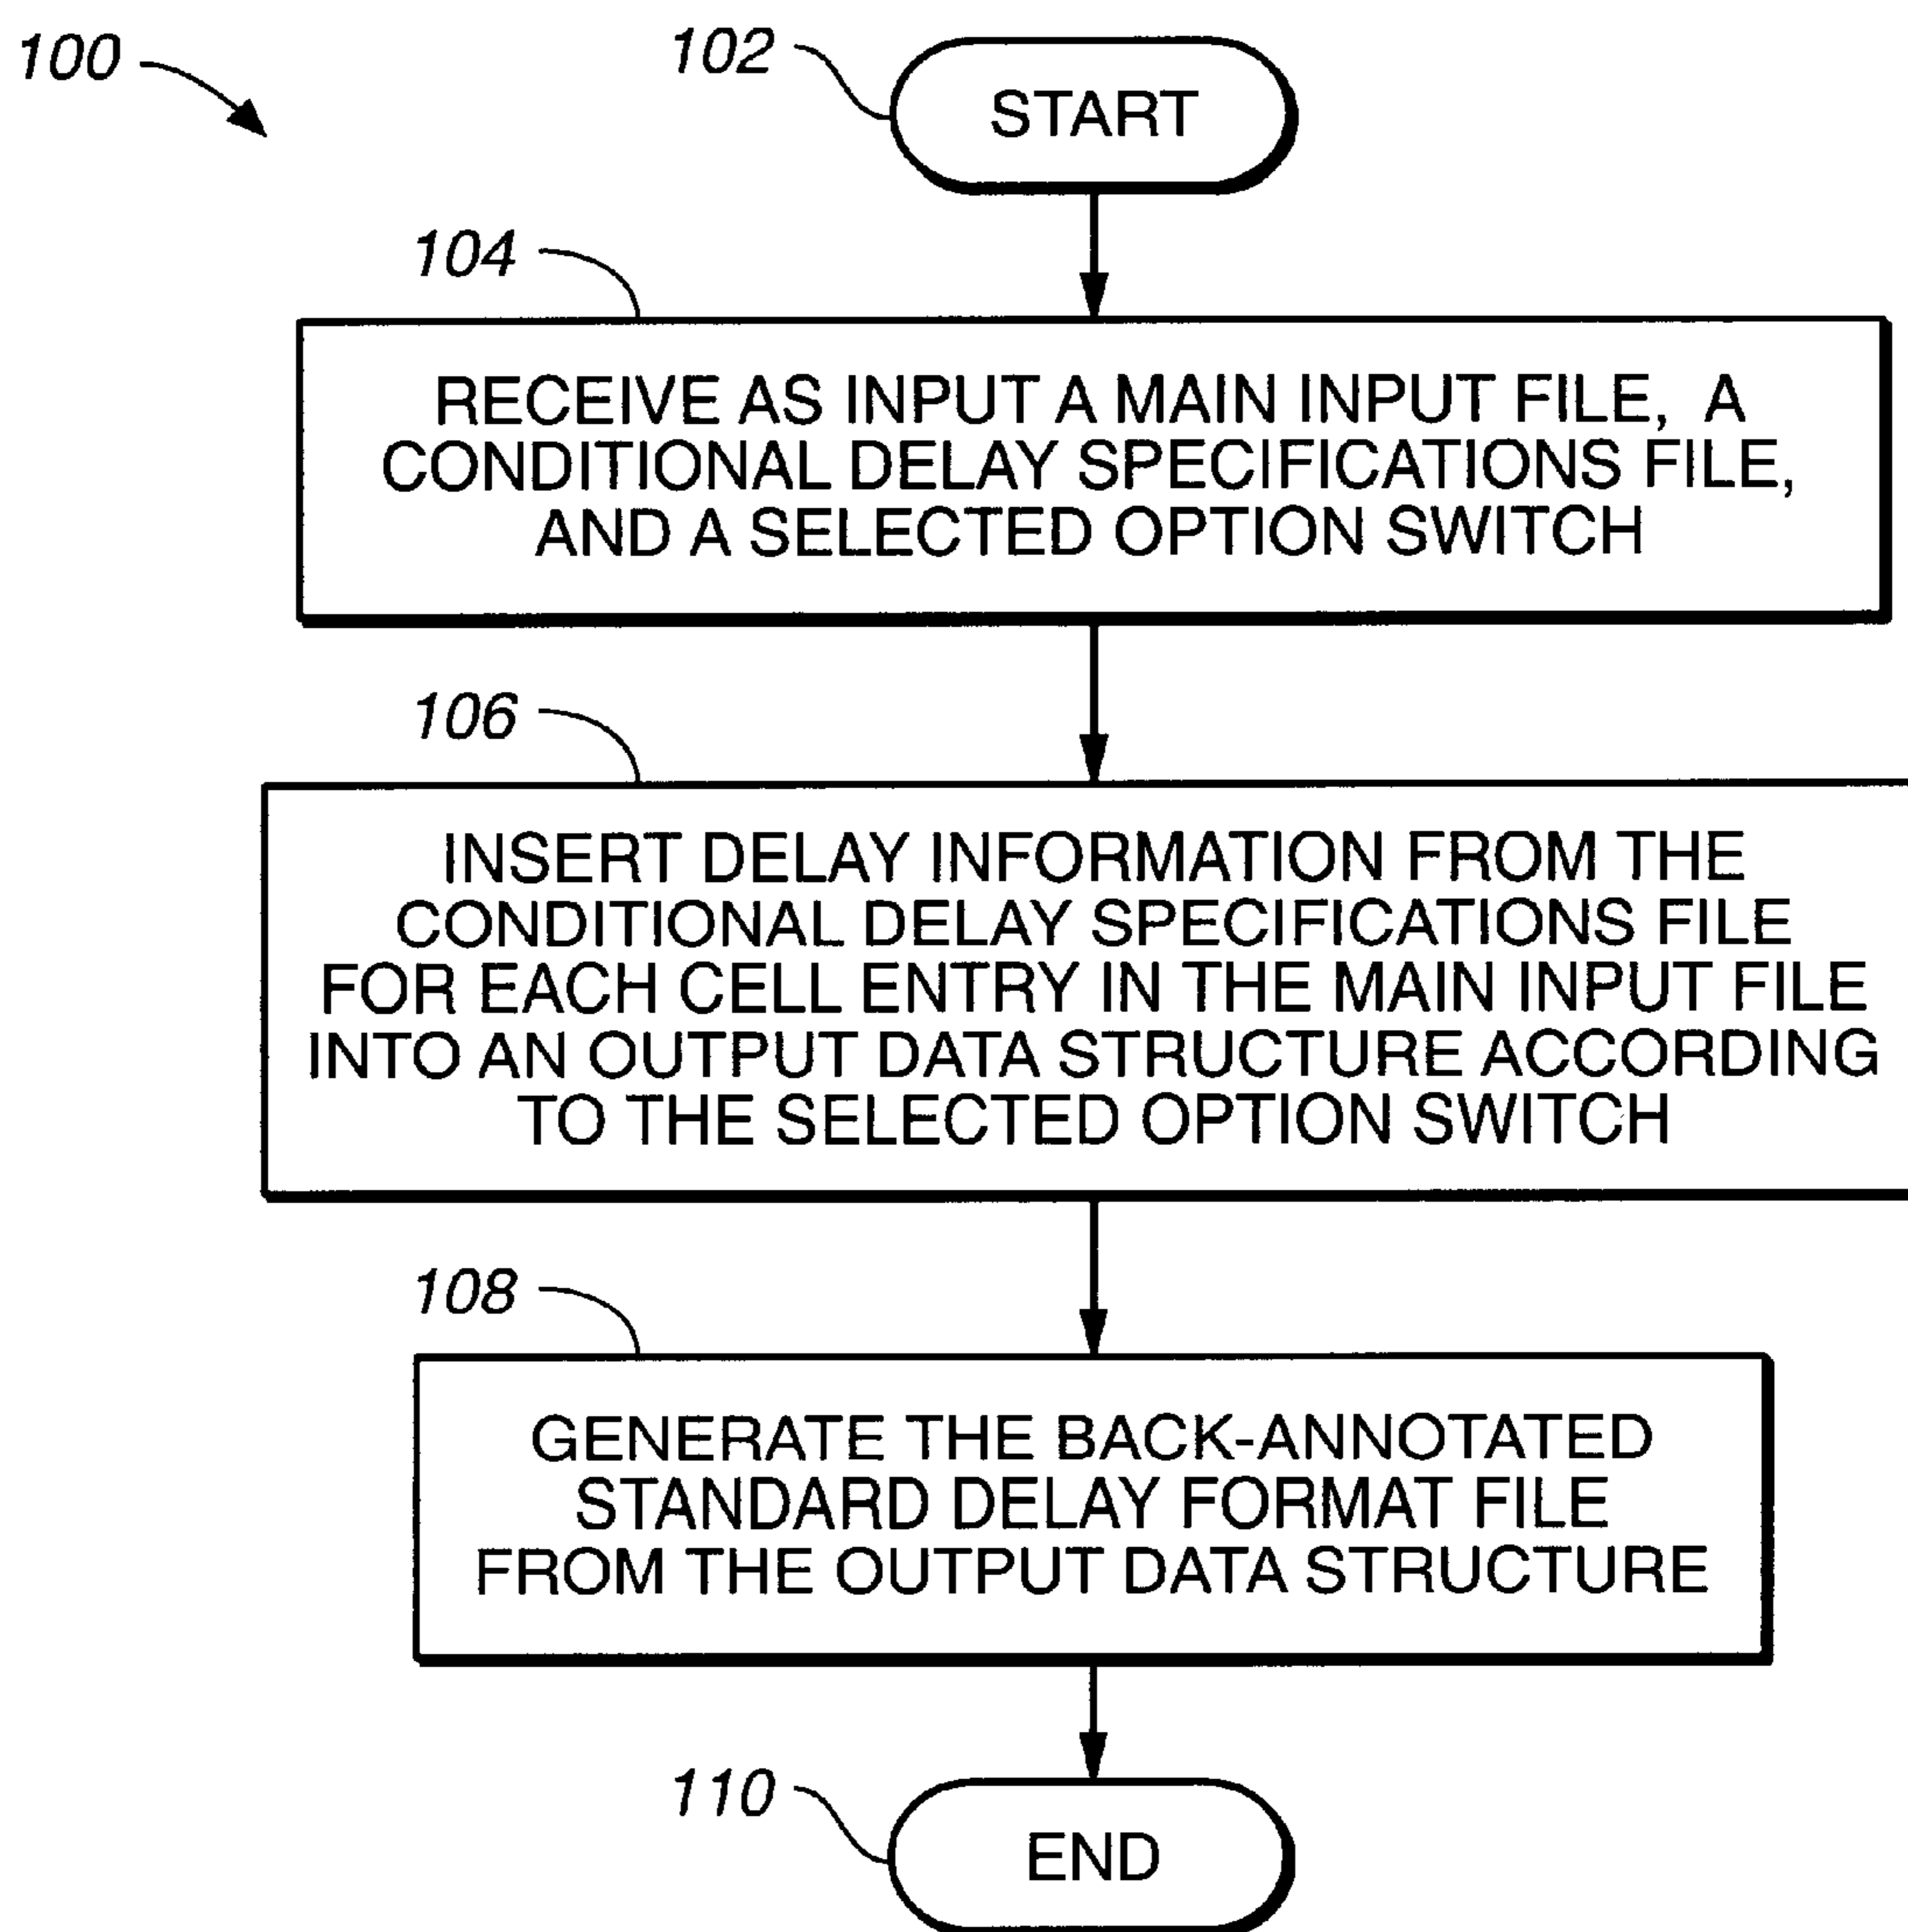 100
102
START
104
RECEIVE AS INPUT A MAIN INPUT FILE, A
CONDITIONAL DELAY SPECIFICATIONS FILE,
AND A SELECTED OPTION SWITCH
106
INSERT DELAY INFORMATION FROM THE
CONDITIONAL DELAY SPECIFICATIONS FILE
FOR EACH CELL ENTRY IN THE MAIN INPUT FILE
INTO AN OUTPUT DATA STRUCTURE ACCORDING
TO THE SELECTED OPTION SWITCH
108
GENERATE THE BACK-ANNOTATED
STANDARD DELAY FORMAT FILE
FROM THE OUTPUT DATA STRUCTURE
110
END